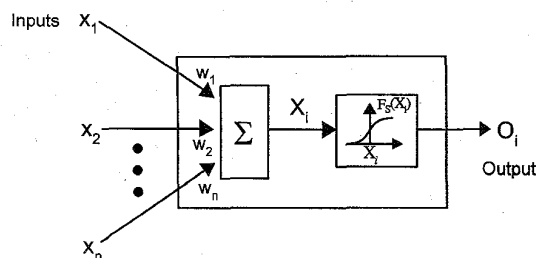 Inputs X1
w1
Fs(Xi)
Xi
X2
Σ
Oi
w2
Xi
Output
wn
Xn